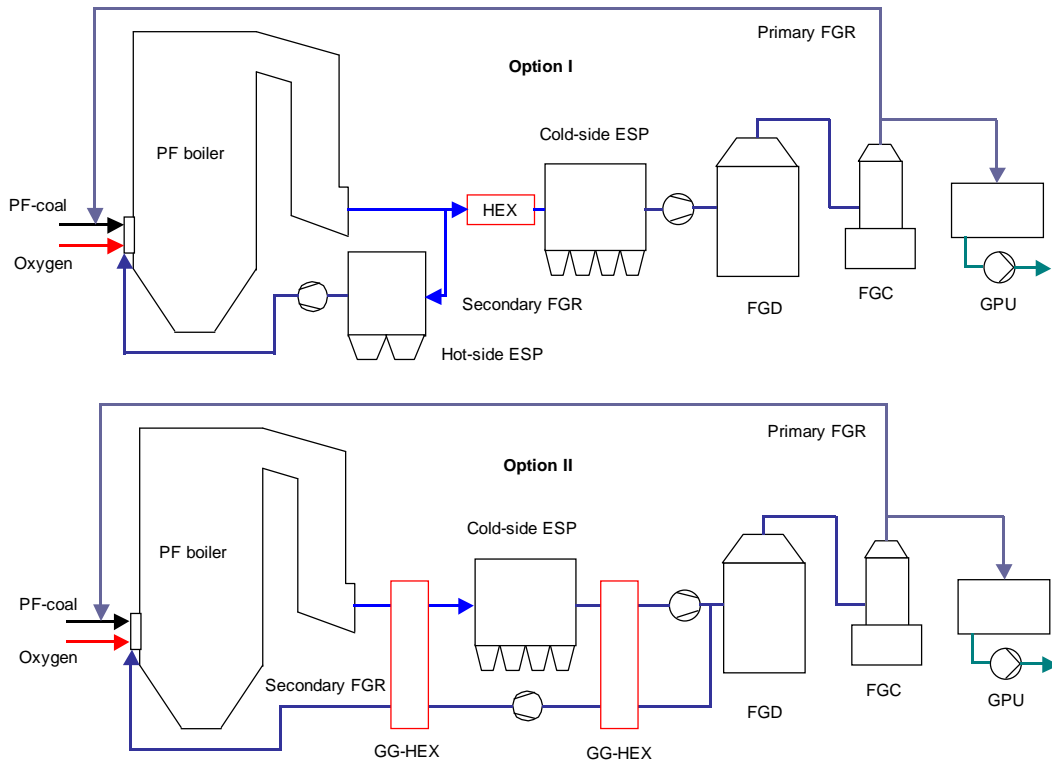 Primary FGR
Option I
Cold-side ESP
PF boiler
PF-coal
HEX
Oxygen
Secondary FGR
FGD
FGC
GPU
Hot-side ESP
Primary FGR
Option II
Cold-side ESP
PF boiler
PF-coal
Oxygen
Secondary FGR
FGD
FGC
GPU
GG-HEX
GG-HEX